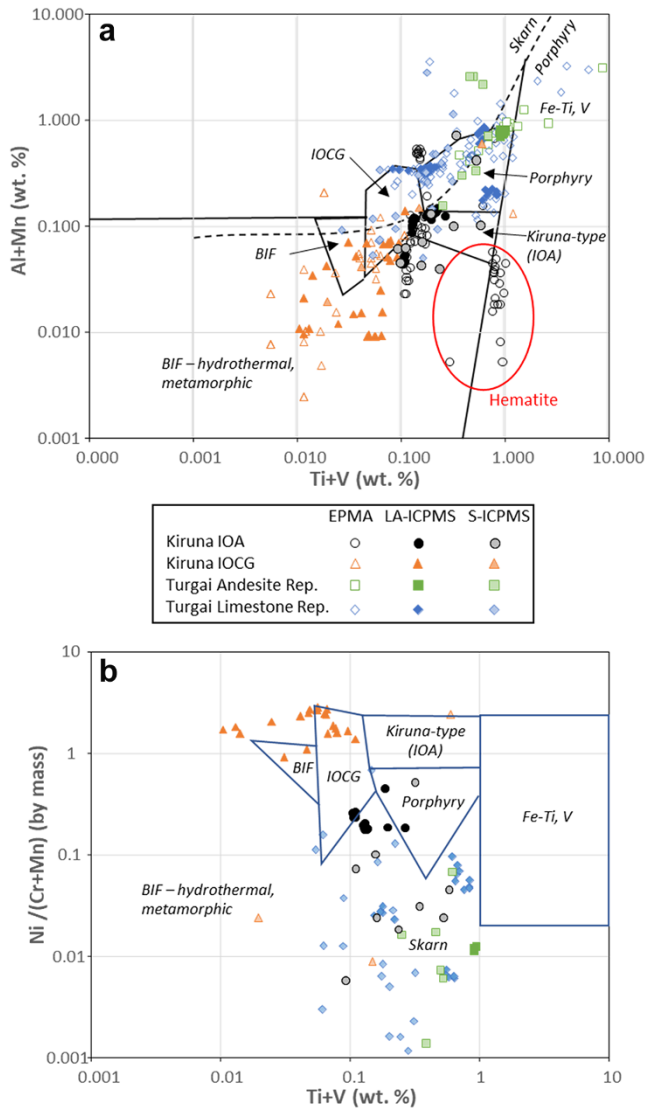 a
10.000
1.000
0.100
0.010
0.001
Al+Mn (wt. %)
Skarn
Porphyry
Fe-Ti, V
IOCG
Porphyry
Kiruna-type
(IOA)
BIF
BIF – hydrothermal,
metamorphic
Hematite
0.000
0.010
0.100
1.000
10.000
Ti+V (wt. %)
EPMA LA-ICPMS S-ICPMS
Kiruna IOA
Kiruna IOCG
Turgai Andesite Rep.
Turgai Limestone Rep.
b
10
1
0.1
0.01
0.001
Ni /(Cr+Mn) (by mass)
Kiruna-type
(IOA)
BIF
IOCG
Porphyry
Fe-Ti, V
BIF – hydrothermal,
metamorphic
Skarn
0.01
0.1
1
10
Ti+V (wt. %)